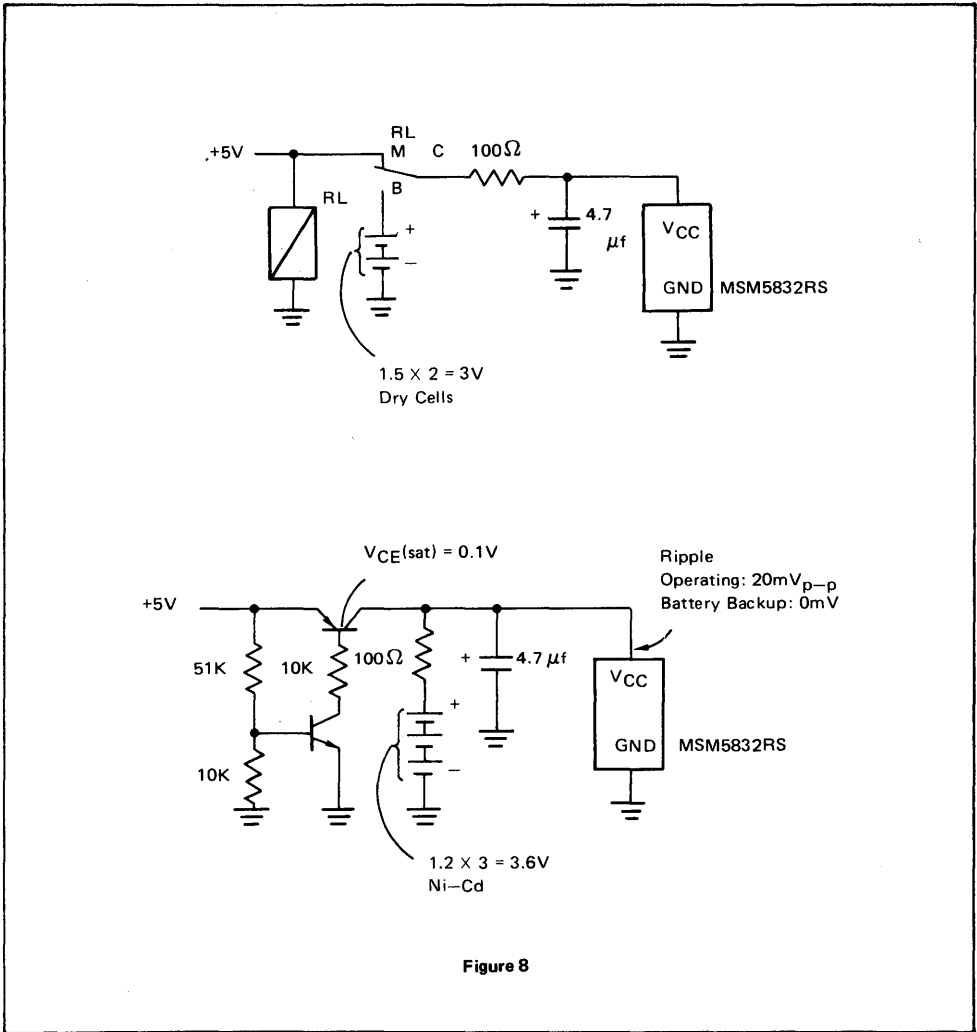 RL
.+5V
M C 100Ω
B
RL
+
−
+ 4.7
μf
VCC
GND
MSM5832RS
1.5 X 2 = 3V
Dry Cells
VCE(sat) = 0.1V
Ripple
Operating: 20mVp−p
Battery Backup: 0mV
+5V
51K
10K
100Ω
+ 4.7 μf
+
−
VCC
GND
MSM5832RS
10K
1.2 X 3 = 3.6V
Ni−Cd
Figure 8